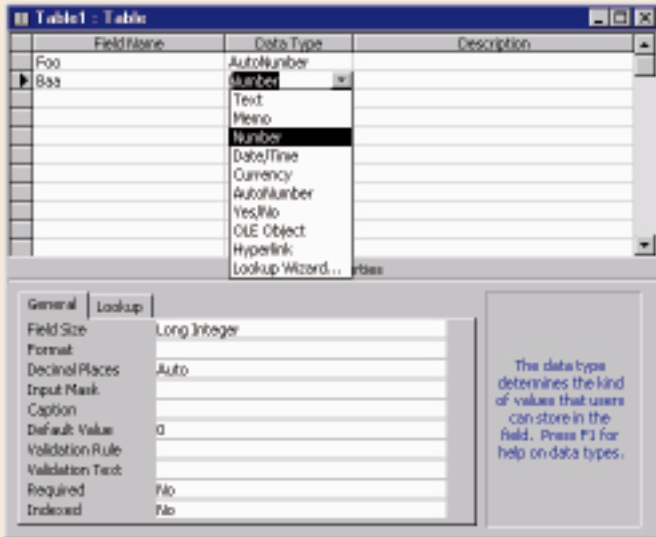 Table1 : Table
Field Name Data Type Description
Foo AutoNumber
Baa Number
Text
Memo
Number
Date/Time
Currency
AutoNumber
Yes/No
OLE Object
Hyperlink
Lookup Wizard...
General Lookup
Field Size Long Integer
Format
Decimal Places Auto
Input Mask
Caption
Default Value 0
Validation Rule
Validation Text
Required No
Indexed No
The data type
determines the kind
of values that users
can store in the
field. Press F1 for
help on data types.